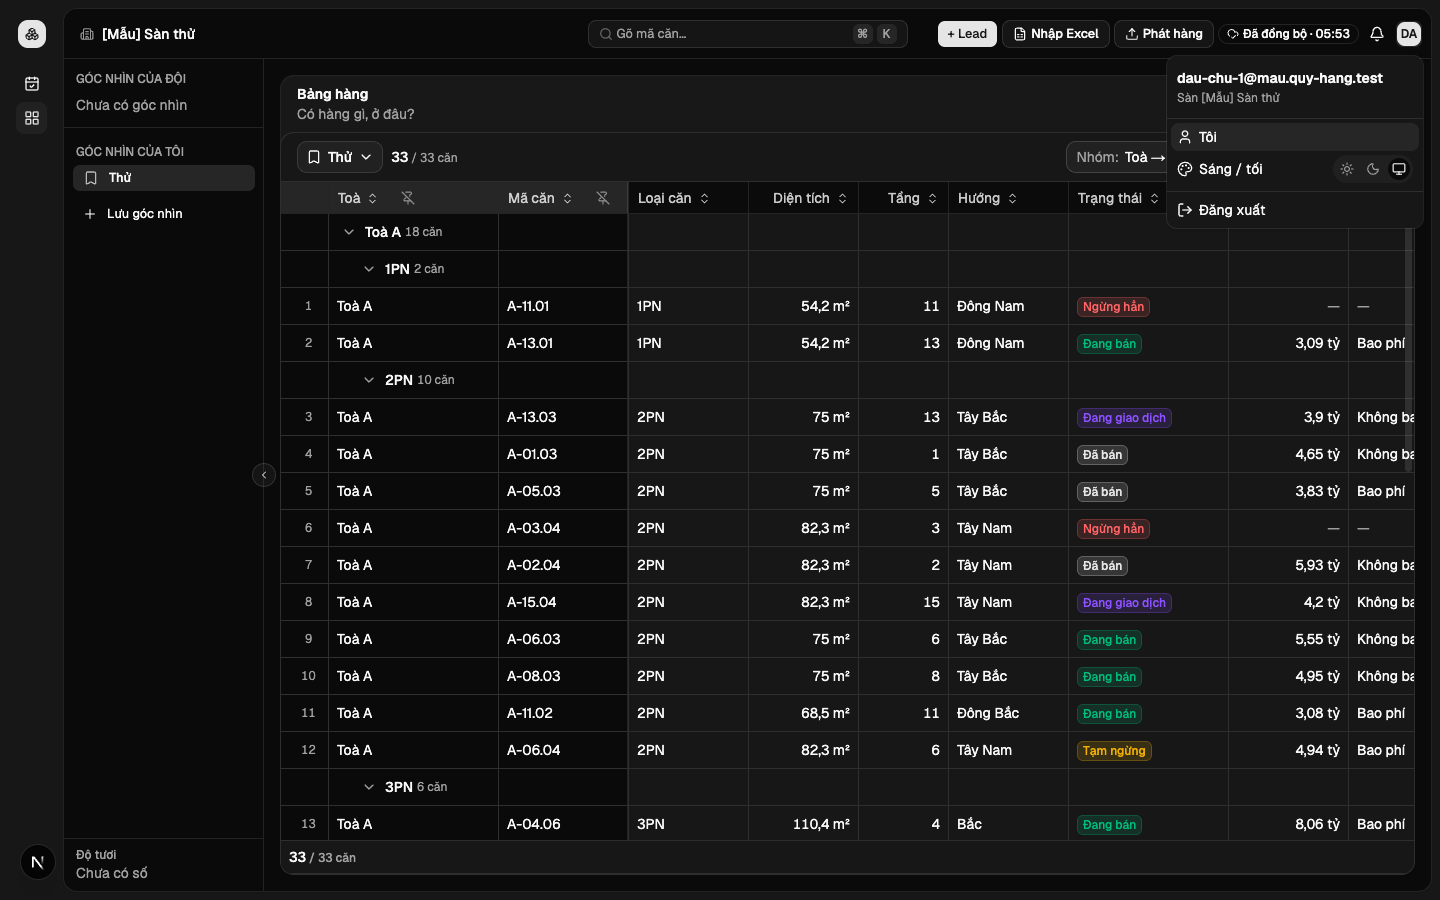 [Mẫu] Sàn thử
Gõ mã căn... ⌘ K
+ Lead
Nhập Excel
Phát hàng
Đã đồng bộ · 05:53
DA
GÓC NHÌN CỦA ĐỘI
Chưa có góc nhìn
GÓC NHÌN CỦA TÔI
Thử
Lưu góc nhìn
Độ tươi
Chưa có số
Bảng hàng
Có hàng gì, ở đâu?
dau-chu-1@mau.quy-hang.test
Sàn [Mẫu] Sàn thử
Tôi
Sáng / tối
Đăng xuất
Thử 33 / 33 căn Nhóm: Toà →
Toà Mã căn Loại căn Diện tích Tầng Hướng Trạng thái
Toà A 18 căn
1PN 2 căn
1 Toà A A-11.01 1PN 54,2 m² 11 Đông Nam Ngừng hẳn — —
2 Toà A A-13.01 1PN 54,2 m² 13 Đông Nam Đang bán 3,09 tỷ Bao phí
2PN 10 căn
3 Toà A A-13.03 2PN 75 m² 13 Tây Bắc Đang giao dịch 3,9 tỷ Không ba
4 Toà A A-01.03 2PN 75 m² 1 Tây Bắc Đã bán 4,65 tỷ Không ba
5 Toà A A-05.03 2PN 75 m² 5 Tây Bắc Đã bán 3,83 tỷ Bao phí
6 Toà A A-03.04 2PN 82,3 m² 3 Tây Nam Ngừng hẳn — —
7 Toà A A-02.04 2PN 82,3 m² 2 Tây Nam Đã bán 5,93 tỷ Không ba
8 Toà A A-15.04 2PN 82,3 m² 15 Tây Nam Đang giao dịch 4,2 tỷ Không ba
9 Toà A A-06.03 2PN 75 m² 6 Tây Bắc Đang bán 5,55 tỷ Không ba
10 Toà A A-08.03 2PN 75 m² 8 Tây Bắc Đang bán 4,95 tỷ Không ba
11 Toà A A-11.02 2PN 68,5 m² 11 Đông Bắc Đang bán 3,08 tỷ Bao phí
12 Toà A A-06.04 2PN 82,3 m² 6 Tây Nam Tạm ngừng 4,94 tỷ Bao phí
3PN 6 căn
13 Toà A A-04.06 3PN 110,4 m² 4 Bắc Đang bán 8,06 tỷ Bao phí
33 / 33 căn